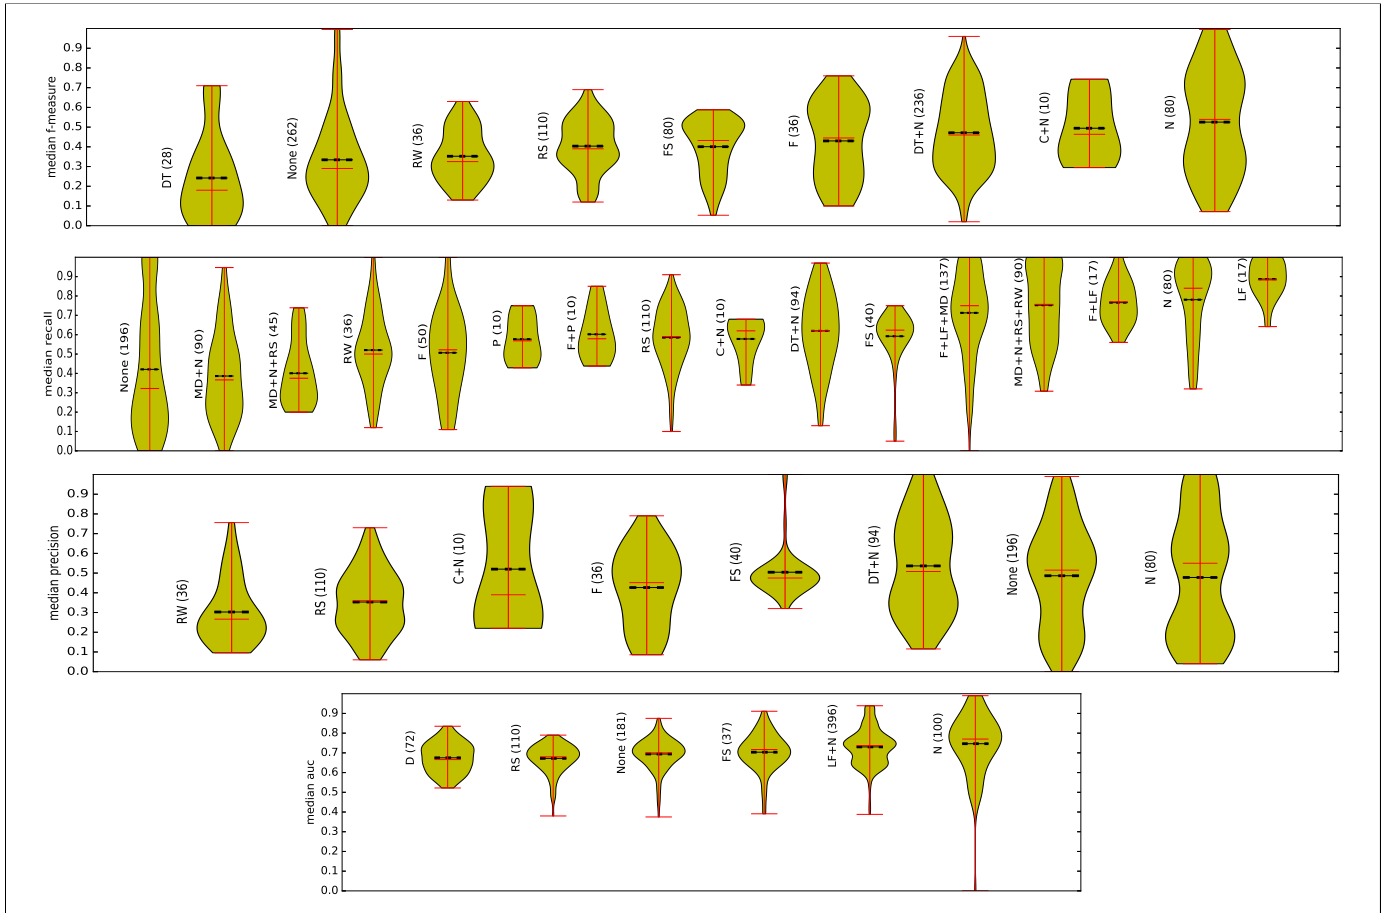 median f-measure
0.9
0.8
0.7
0.6
0.5
0.4
0.3
0.2
0.1
0.0
DT (28)
None (262)
RW (36)
RS (110)
FS (80)
F (36)
DT+N (236)
C+N (10)
N (80)
median recall
0.9
0.8
0.7
0.6
0.5
0.4
0.3
0.2
0.1
0.0
None (196)
MD+N (90)
MD+N+RS (45)
RW (36)
F (50)
P (10)
F+P (10)
RS (110)
C+N (10)
DT+N (94)
FS (40)
F+LF+MD (137)
MD+N+RS+RW (90)
F+LF (17)
N (80)
LF (17)
median precision
0.9
0.8
0.7
0.6
0.5
0.4
0.3
0.2
0.1
0.0
RW (36)
RS (110)
C+N (10)
F (36)
FS (40)
DT+N (94)
None (196)
N (80)
median auc
0.9
0.8
0.7
0.6
0.5
0.4
0.3
0.2
0.1
0.0
D (72)
RS (110)
None (181)
FS (37)
LF+N (396)
N (100)